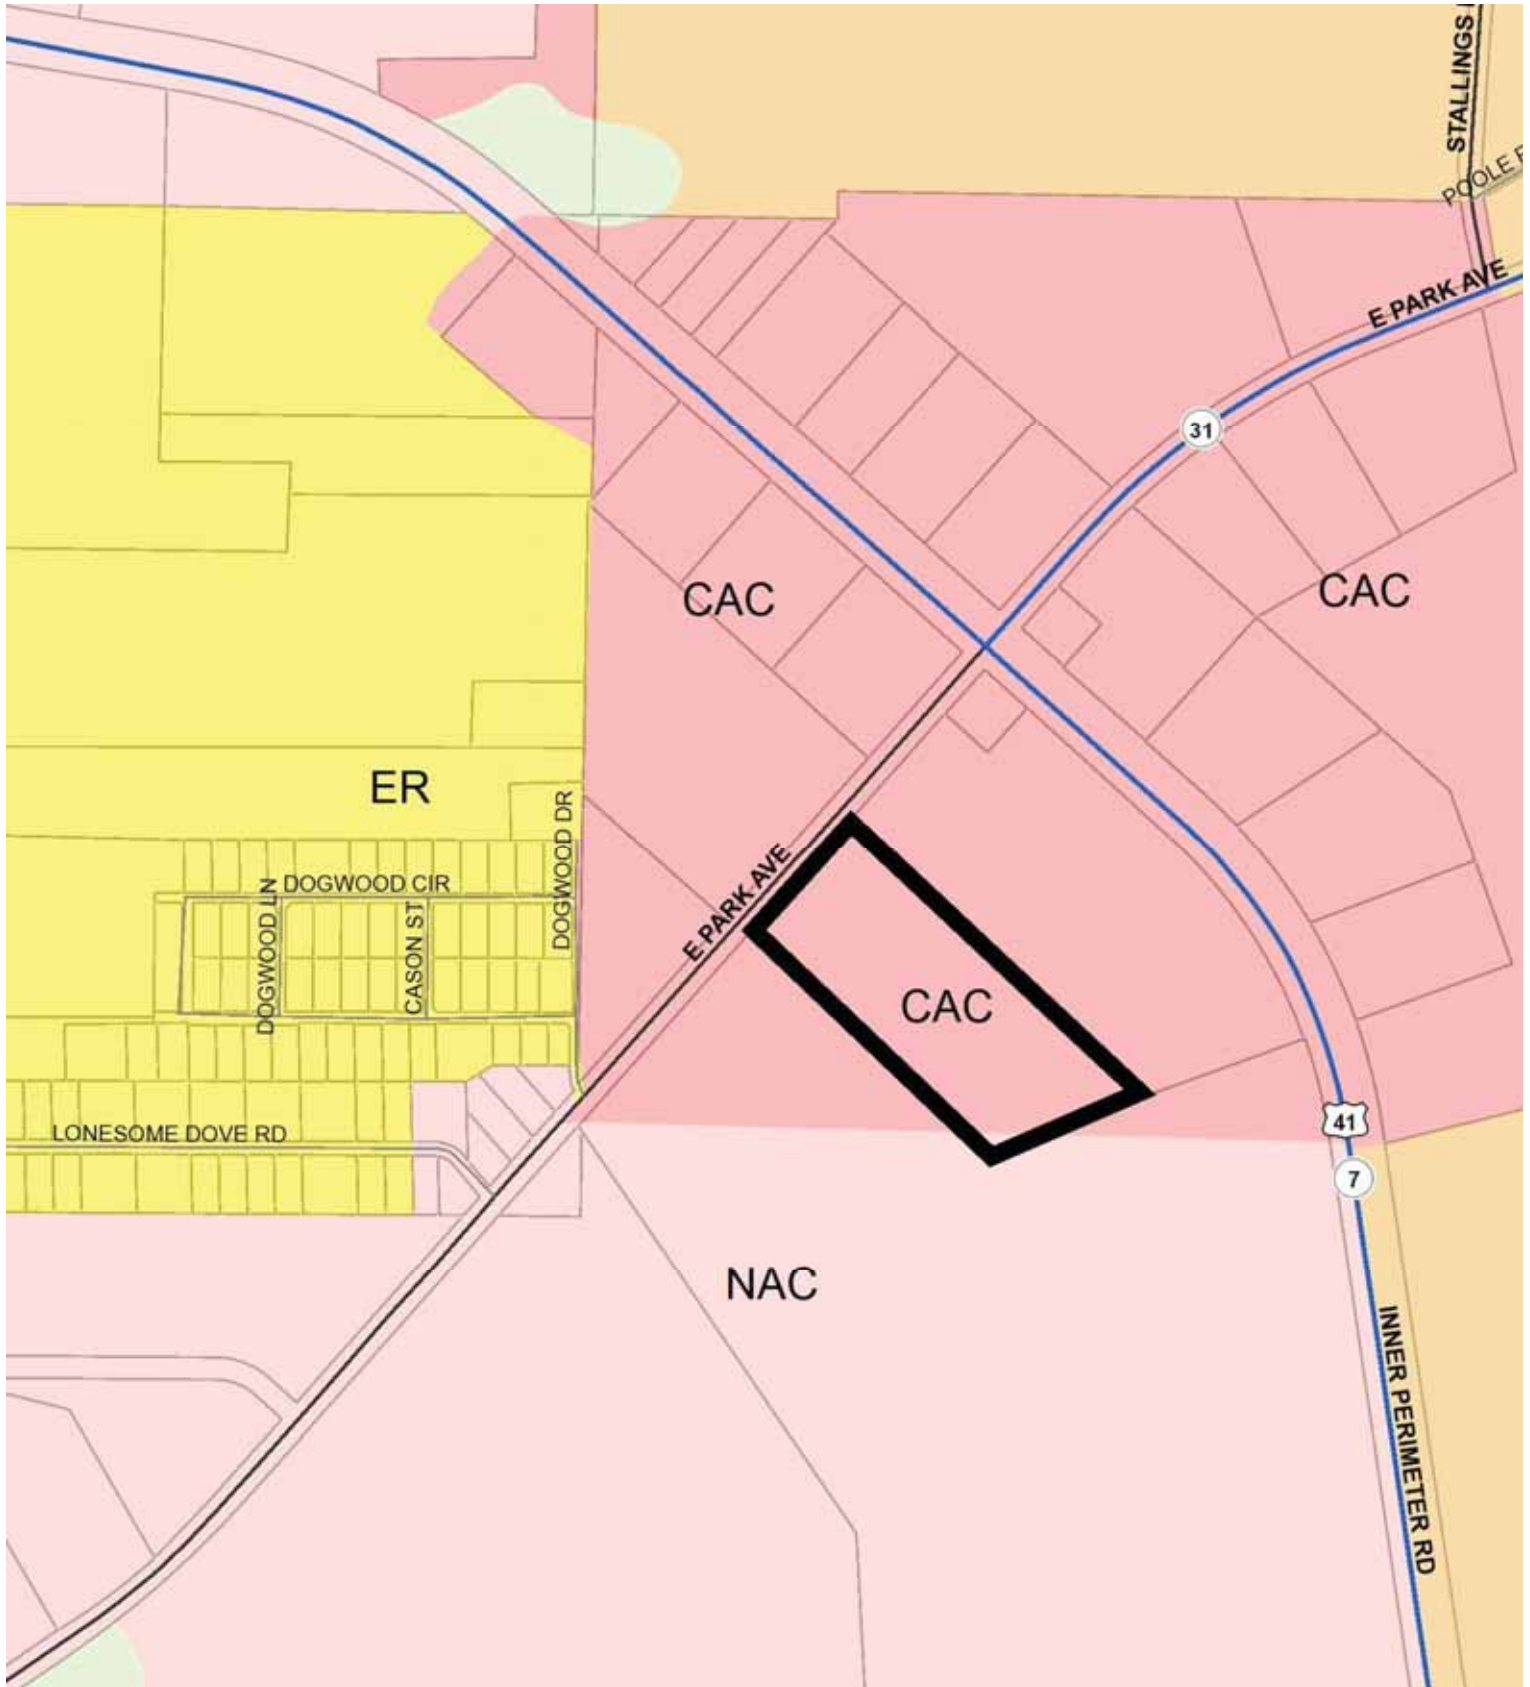 STALLINGS
POOLE
E PARK AVE
31
CAC
CAC
ER
DOGWOOD DR
DOGWOOD CIR
DOGWOOD LN
CASON ST
E PARK AVE
CAC
LONESOME DOVE RD
41
7
NAC
INNER PERIMETER RD